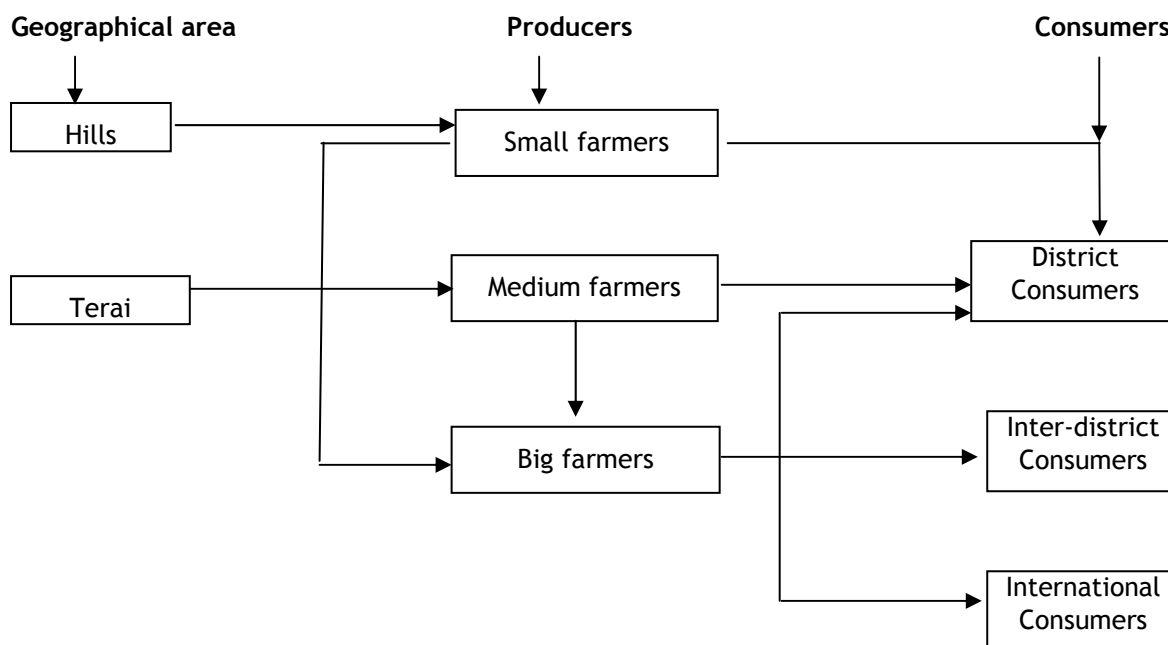 Geographical area
Producers
Consumers
Hills
Small farmers
Terai
Medium farmers
District
Consumers
Big farmers
Inter-district
Consumers
International
Consumers